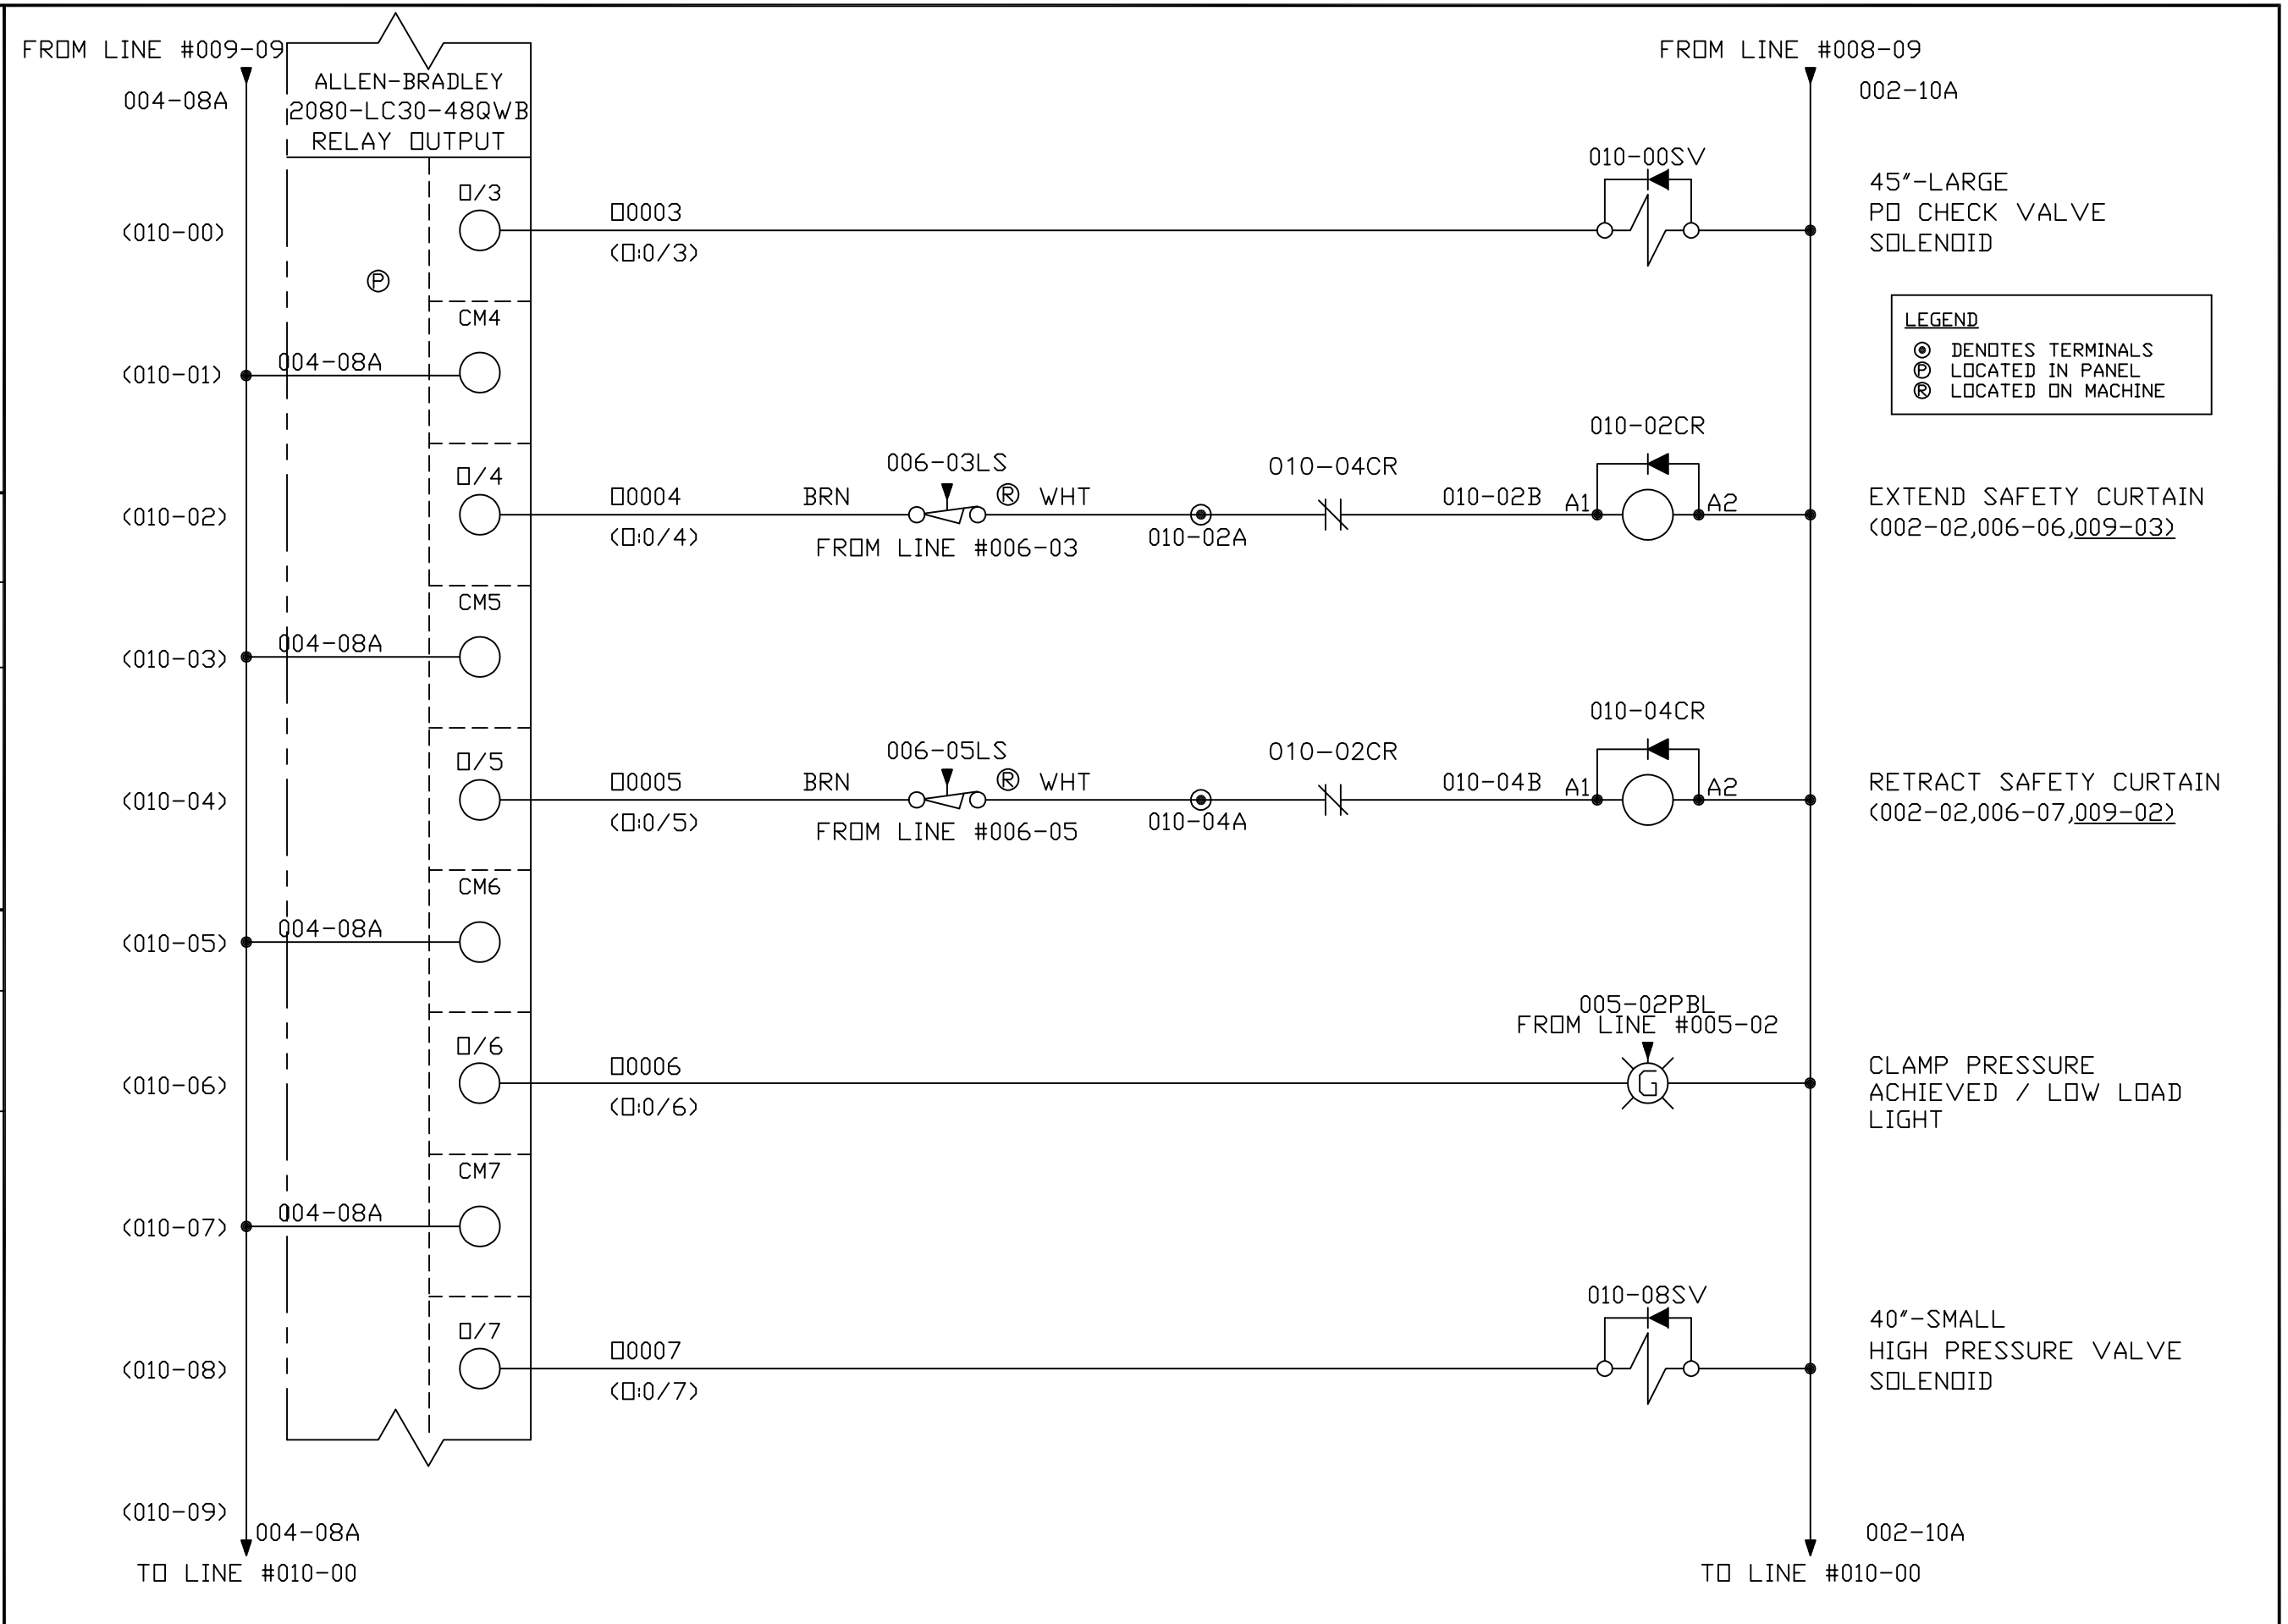 FROM LINE #009-09
FROM LINE #008-09
004-08A
ALLEN-BRADLEY
2080-LC30-48QWB
RELAY OUTPUT
002-10A
010-00SV
45"-LARGE
PO CHECK VALVE
SOLENOID
(010-00)
O/3
O0003
(O:0/3)
P
CM4
(010-01)
004-08A
LEGEND
DENOTES TERMINALS
P LOCATED IN PANEL
R LOCATED ON MACHINE
(010-02)
O/4
O0004
(O:0/4)
BRN
006-03LS
R WHT
FROM LINE #006-03
010-02A
010-04CR
010-02B
A1
010-02CR
A2
EXTEND SAFETY CURTAIN
(002-02,006-06,009-03)
CM5
(010-03)
004-08A
(010-04)
O/5
O0005
(O:0/5)
BRN
006-05LS
R WHT
FROM LINE #006-05
010-04A
010-02CR
010-04B
A1
010-04CR
A2
RETRACT SAFETY CURTAIN
(002-02,006-07,009-02)
CM6
(010-05)
004-08A
(010-06)
O/6
O0006
(O:0/6)
005-02PBL
FROM LINE #005-02
G
CLAMP PRESSURE
ACHIEVED / LOW LOAD
LIGHT
CM7
(010-07)
004-08A
(010-08)
O/7
O0007
(O:0/7)
010-08SV
40"-SMALL
HIGH PRESSURE VALVE
SOLENOID
(010-09)
004-08A
TO LINE #010-00
002-10A
TO LINE #010-00